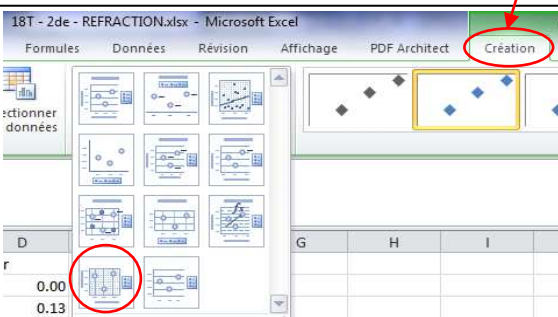 18T - 2de - REFRACTION.xlsx - Microsoft Excel
Formules Données Révision Affichage PDF Architect Création
ectionner
données
fx
D G H I
r
0.00
0.13